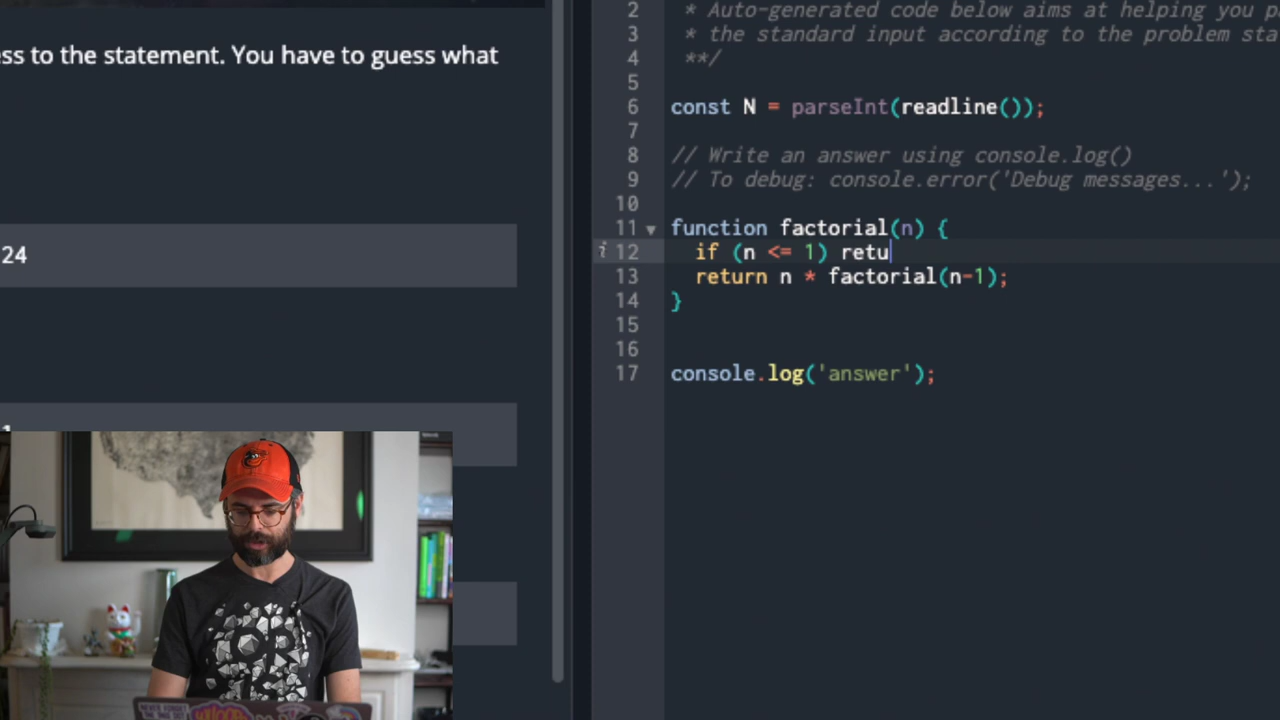 ss to the statement. You have to guess what
24
1
2 * Auto-generated code below aims at helping you p
3 * the standard input according to the problem sta
4 **/
5
6 const N = parseInt(readline());
7
8 // Write an answer using console.log()
9 // To debug: console.error('Debug messages...');
10
11 function factorial(n) {
i 12 if (n <= 1) retu
13 return n * factorial(n-1);
14 }
15
16
17 console.log('answer');